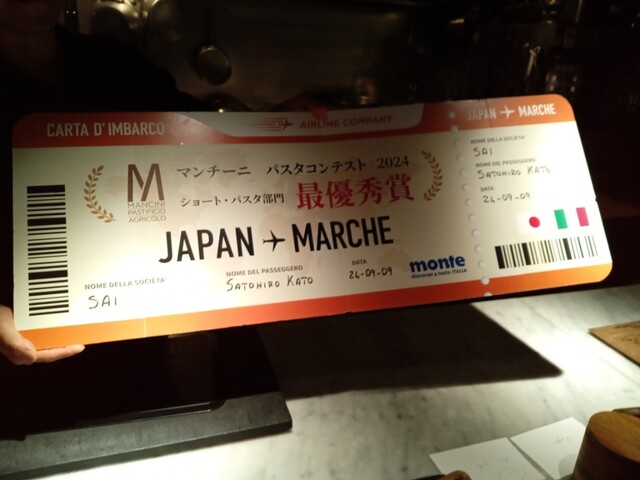 CARTA D'IMBARCO
AIRLINE COMPANY
JAPAN MARCHE
M
MANCINI
PASTIFICIO
AGRICOLO
マンチーニ パスタコンテスト 2024
ショート・パスタ部門 最優秀賞
JAPAN MARCHE
NOME DELLA SOCIETA'
SAI
NOME DEL PASSEGGERO
SATOHIRO KATO
DATA
24-09-09
monte
discover & taste ITALIA
NOME DELLA SOCIETA'
SAI
NOME DEL PASSEGGERO
SATOHIRO KATO
DATA
24-09-09